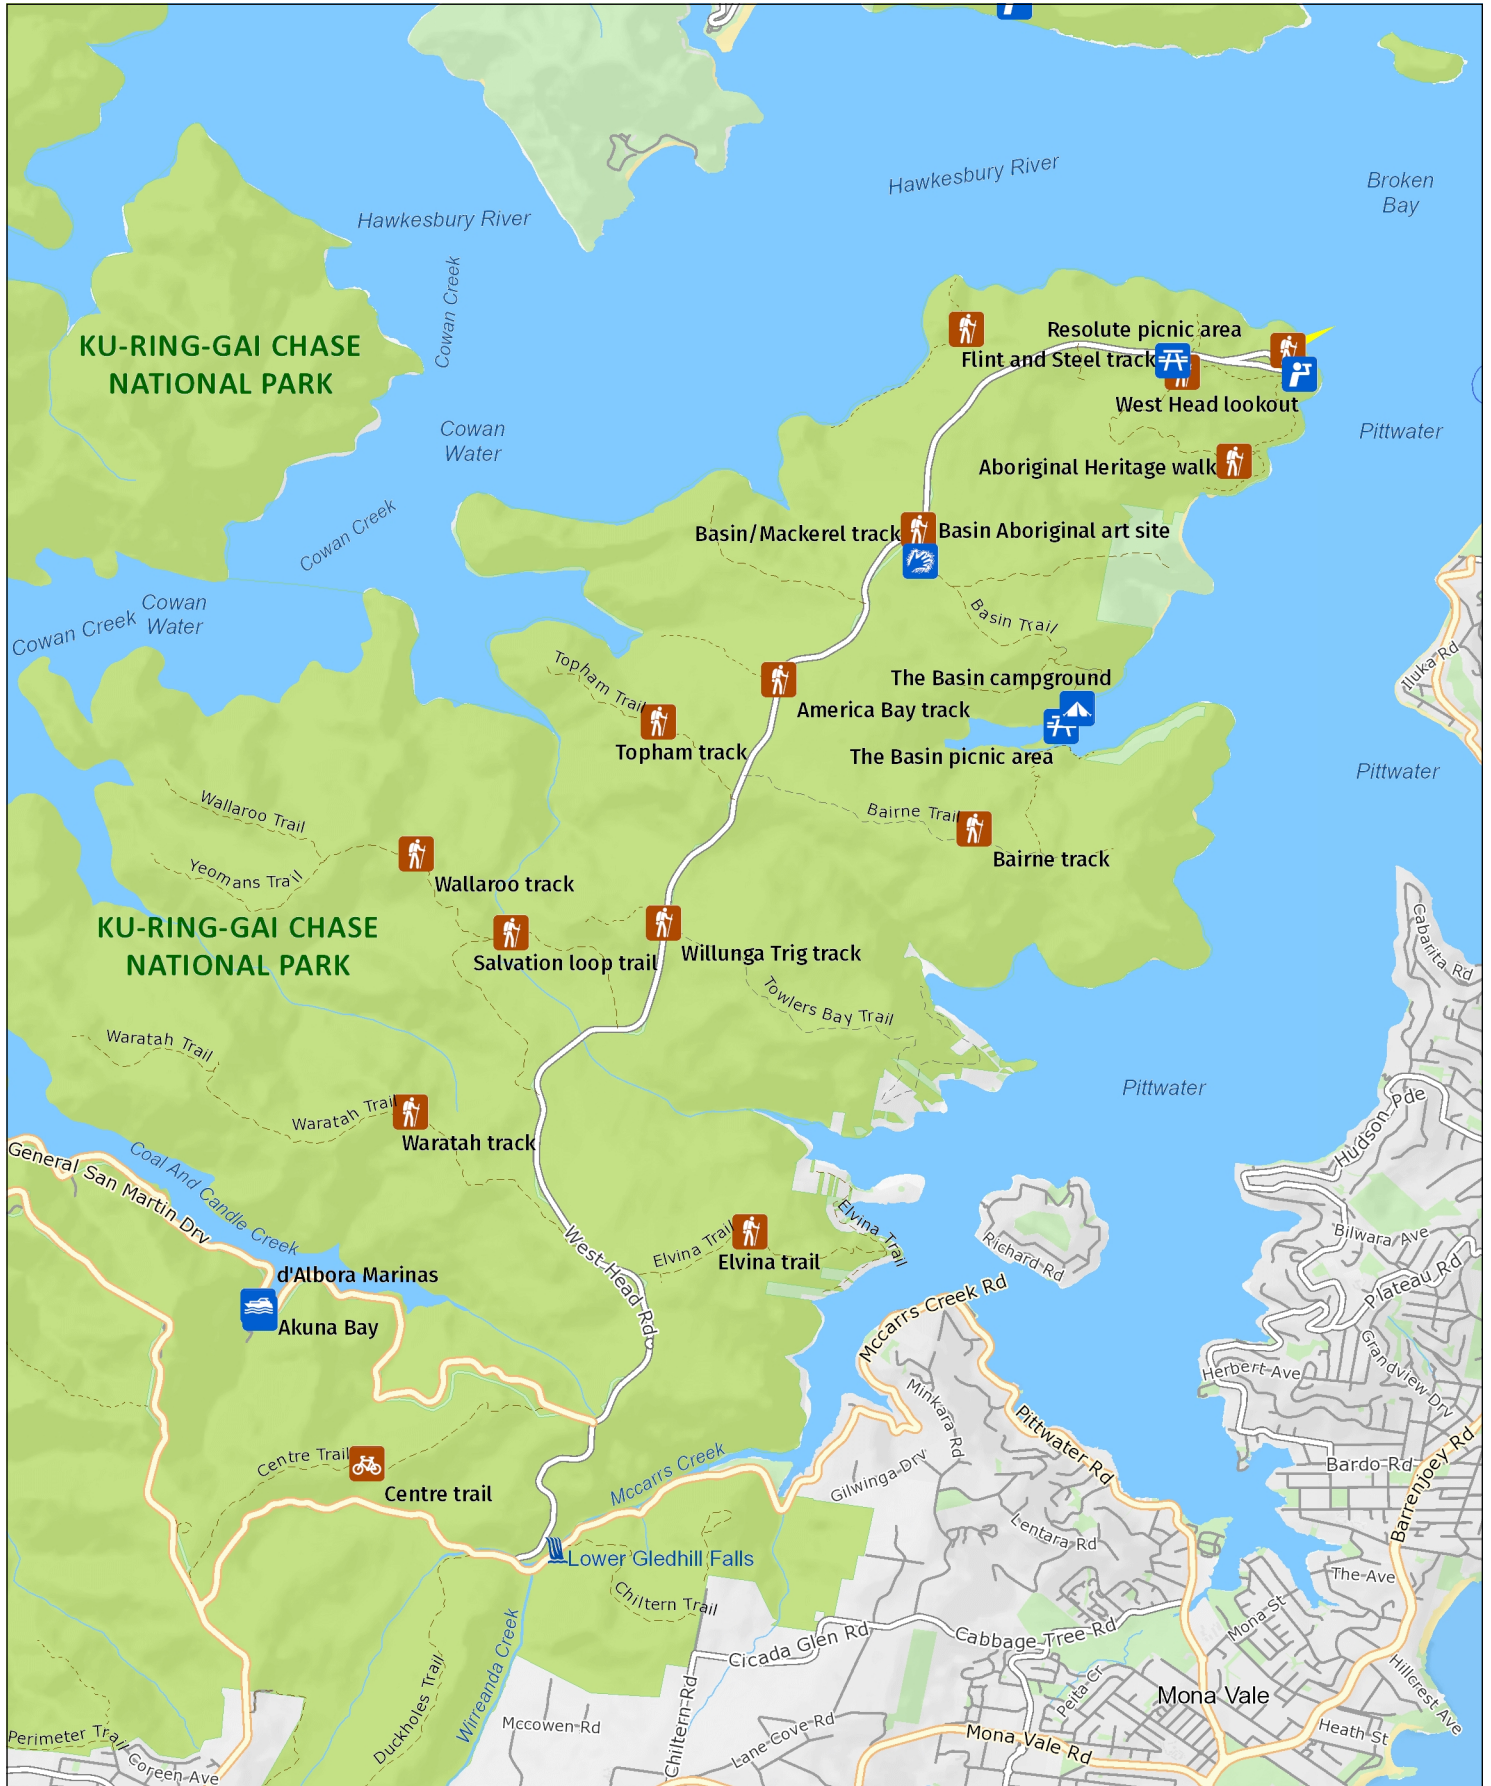 Hawkesbury River
Broken
Bay
Hawkesbury River
Cowan Creek
KU-RING-GAI CHASE
NATIONAL PARK
Resolute picnic area
Flint and Steel track
West Head lookout
Cowan
Water
Pittwater
Aboriginal Heritage walk
Cowan Creek
Basin/Mackerel track
Basin Aboriginal art site
Cowan
Water
Cowan Creek
Basin Trail
Iluka Rd
Topham Trail
The Basin campground
America Bay track
Topham track
The Basin picnic area
Pittwater
Wallaroo Trail
Bairne Trail
Bairne track
Yeomans Trail
Wallaroo track
KU-RING-GAI CHASE
NATIONAL PARK
Salvation loop trail
Willunga Trig track
Cabarita Rd
Towlers Bay Trail
Waratah Trail
Pittwater
Waratah Trail
Waratah track
Hudson Pde
General San Martin Drv
Coal And Candle Creek
West Head Rd
Elvina Trail
Elvina trail
Elvina Trail
Richard Rd
Bilwara Ave
Plateau Rd
d'Albora Marinas
Akuna Bay
Mccarrs Creek Rd
Grandview Drv
Herbert Ave
Minkara Rd
Pittwater Rd
Centre Trail
Centre trail
Mccarrs Creek
Gilwinga Drv
Bardo Rd
Barrenjoey Rd
Lentara Rd
Lower Gledhill Falls
The Ave
Chiltern Trail
Mona St
Cicada Glen Rd
Cabbage Tree Rd
Wirreanda Creek
Duckholes Trail
Peita Cr
Hillcrest Ave
Mona Vale
Chiltern Rd
Mccowen Rd
Lane Cove Rd
Mona Vale Rd
Heath St
Perimeter Trail
Coreen Ave